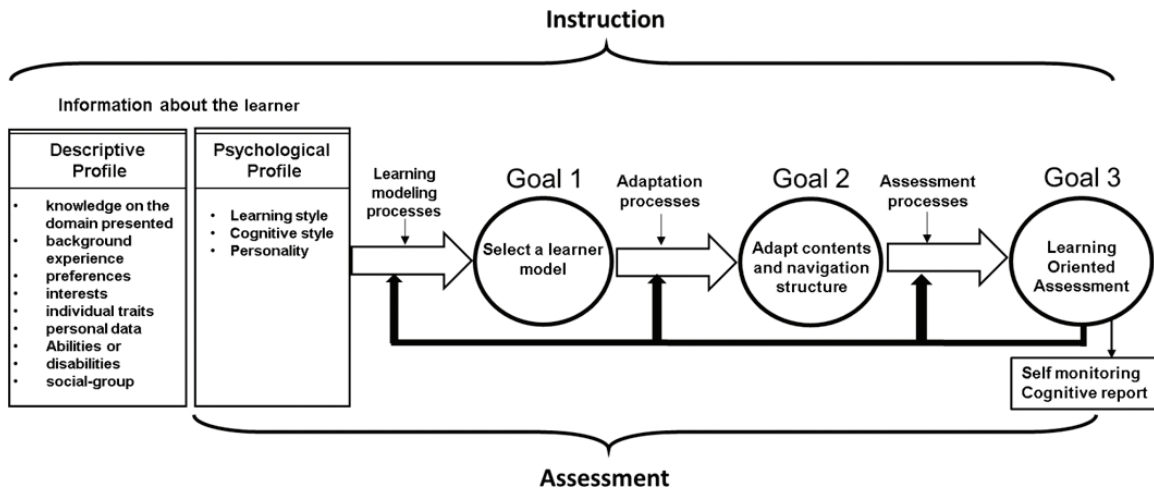 Instruction
Information about the learner
Descriptive
Profile
• knowledge on the
domain presented
• background
experience
• preferences
• interests
• individual traits
• personal data
• Abilities or
• disabilities
• social-group
Psychological
Profile
• Learning style
• Cognitive style
• Personality
Learning
modeling
processes
Goal 1
Select a learner
model
Adaptation
processes
Goal 2
Adapt contents
and navigation
structure
Assessment
processes
Goal 3
Learning
Oriented
Assessment
Self monitoring
Cognitive report
Assessment